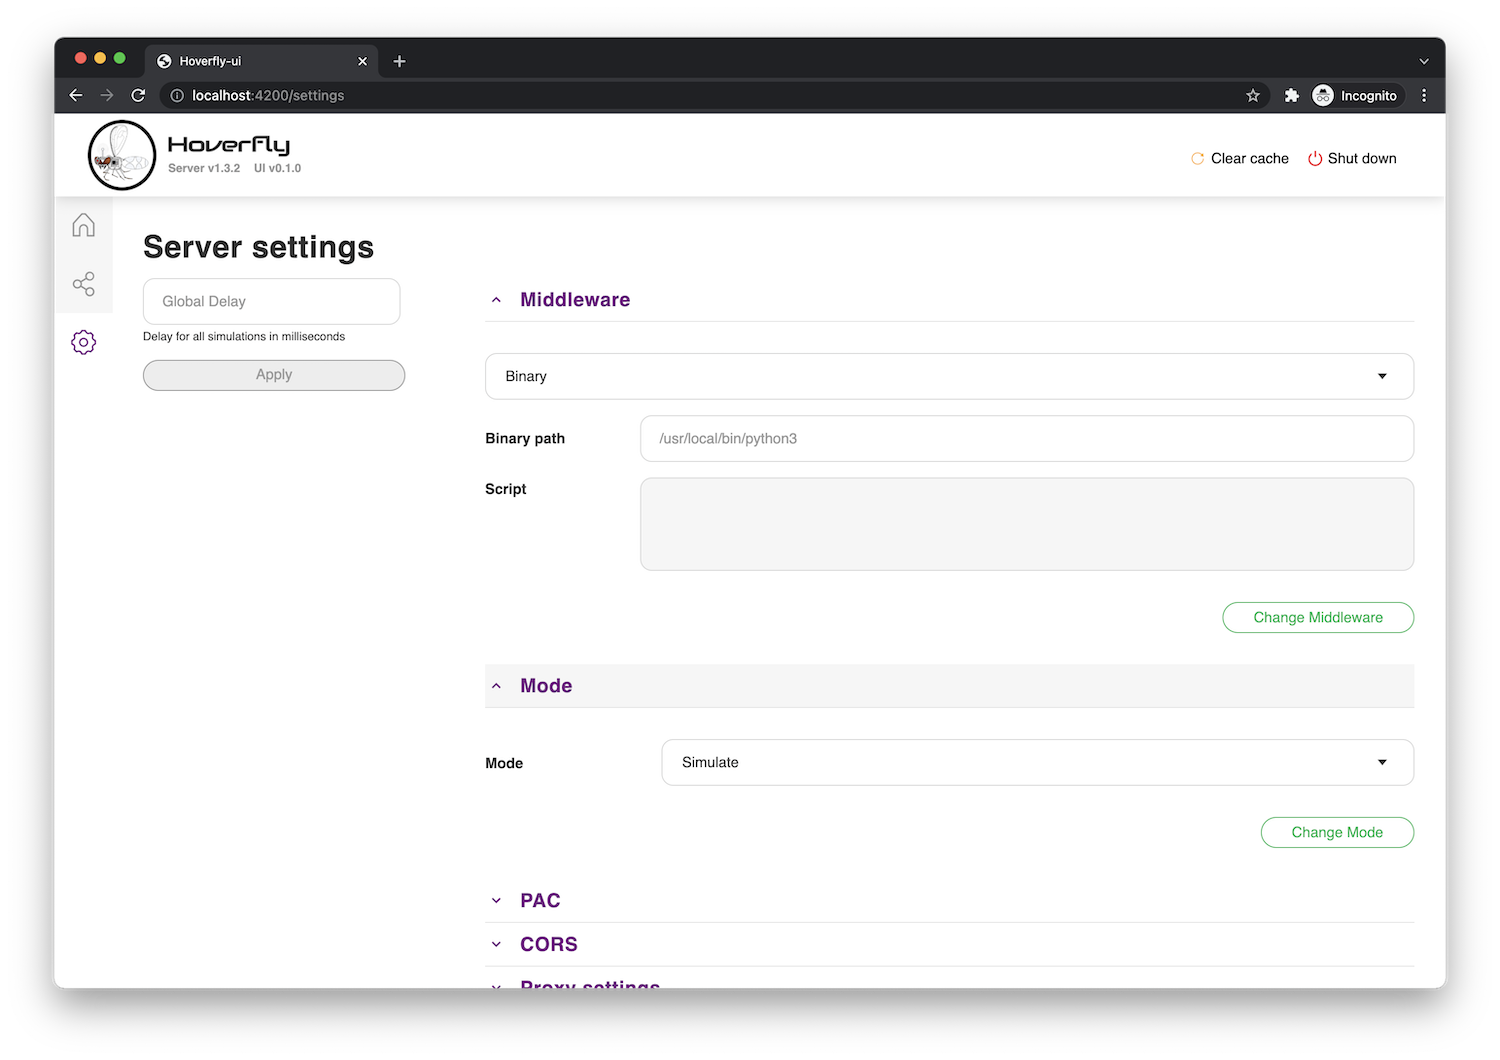 Hoverfly-ui
localhost:4200/settings
Incognito
Hoverfly
Server v1.3.2 UI v0.1.0
Clear cache
Shut down
Server settings
Global Delay
Delay for all simulations in milliseconds
Apply
Middleware
Binary
Binary path
/usr/local/bin/python3
Script
Change Middleware
Mode
Mode
Simulate
Change Mode
PAC
CORS
Proxy settings